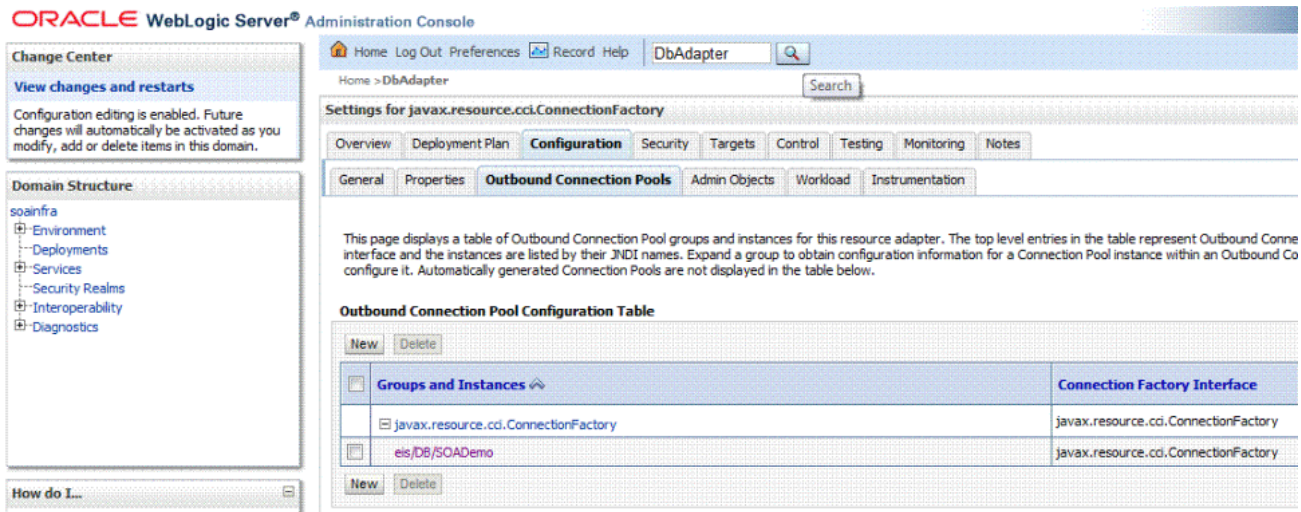 ORACLE WebLogic Server® Administration Console
Change Center
View changes and restarts
Configuration editing is enabled. Future
changes will automatically be activated as you
modify, add or delete items in this domain.
Domain Structure
soainfra
Environment
Deployments
Services
Security Realms
Interoperability
Diagnostics
How do I...
Home Log Out Preferences Record Help DbAdapter
Search
Home >DbAdapter
Settings for javax.resource.cci.ConnectionFactory
Overview Deployment Plan Configuration Security Targets Control Testing Monitoring Notes
General Properties Outbound Connection Pools Admin Objects Workload Instrumentation
This page displays a table of Outbound Connection Pool groups and instances for this resource adapter. The top level entries in the table represent Outbound Conne
interface and the instances are listed by their JNDI names. Expand a group to obtain configuration information for a Connection Pool instance within an Outbound Co
configure it. Automatically generated Connection Pools are not displayed in the table below.
Outbound Connection Pool Configuration Table
New Delete
Groups and Instances Connection Factory Interface
javax.resource.cci.ConnectionFactory javax.resource.cci.ConnectionFactory
eis/DB/SOADemo javax.resource.cci.ConnectionFactory
New Delete